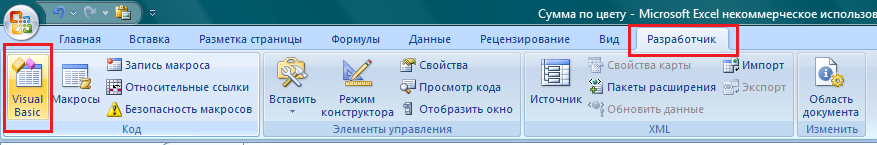 Сумма по цвету - Microsoft Excel некоммерческое использов
Главная Вставка Разметка страницы Формулы Данные Рецензирование Вид Разработчик
Visual Basic
Макросы
Запись макроса
Относительные ссылки
Безопасность макросов
Код
Вставить
Режим конструктора
Свойства
Просмотр кода
Отобразить окно
Элементы управления
Источник
Свойства карты
Пакеты расширения
Обновить данные
Импорт
Экспорт
XML
Область документа
Изменить